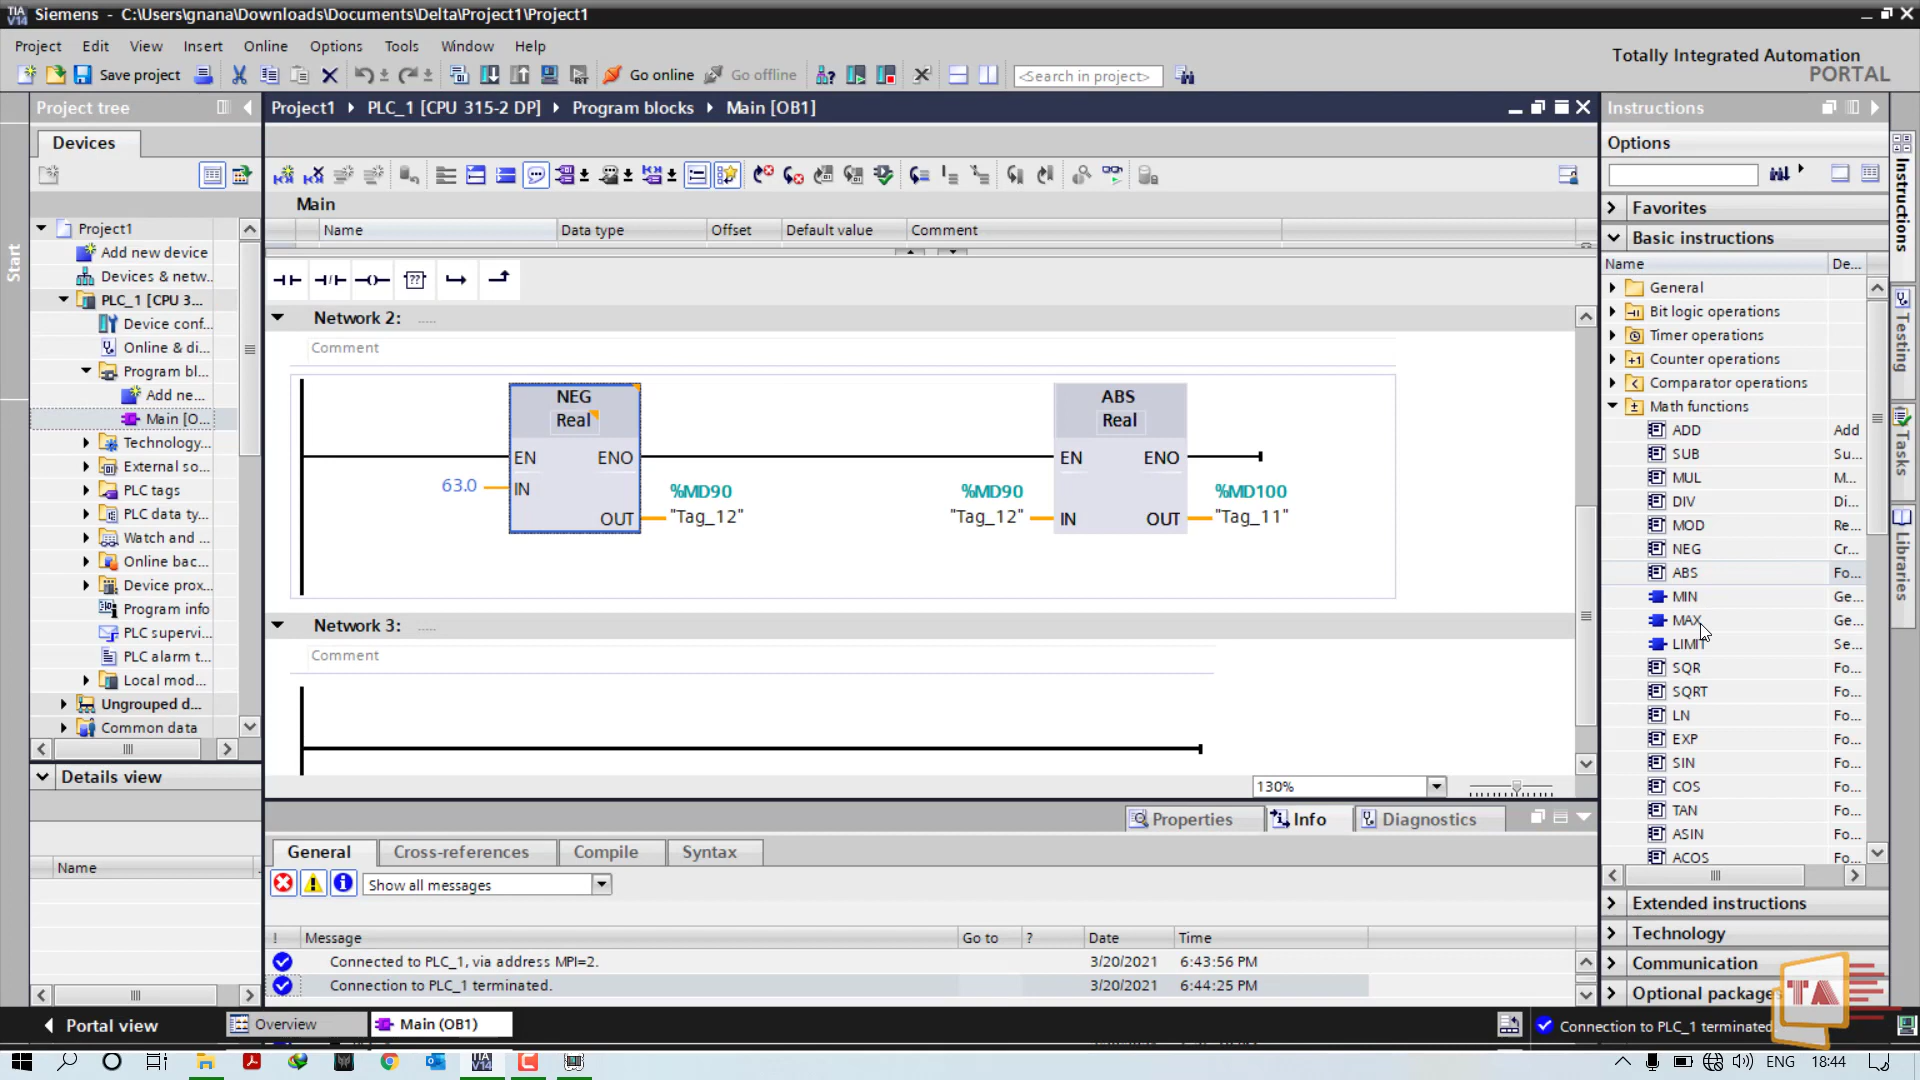 TIA V14 Siemens - C:\Users\gnana\Downloads\Documents\Delta\Project1\Project1
Project Edit View Insert Online Options Tools Window Help
Totally Integrated Automation
PORTAL
Save project Go online Go offline <Search in project>
Project tree
Project1 PLC_1 [CPU 315-2 DP] Program blocks Main [OB1]
Instructions
Devices
Options
Main
Name Data type Offset Default value Comment
Favorites
Basic instructions
Name De...
Start
Project1
Add new device
Devices & netw...
PLC_1 [CPU 3...
Device conf...
Online & di...
Program bl...
Add ne...
Main [O...
Technology...
External so...
PLC tags
PLC data ty...
Watch and ...
Online bac...
Device prox...
Program info
PLC supervi...
PLC alarm t...
Local mod...
Ungrouped d...
Common data
Details view
Name
??
Network 2: .....
Comment
NEG
Real
EN ENO
63.0 IN
OUT
%MD90
"Tag_12"
ABS
Real
EN ENO
%MD90
"Tag_12" IN OUT
%MD100
"Tag_11"
Network 3: .....
Comment
130%
General
Bit logic operations
Timer operations
Counter operations
Comparator operations
Math functions
ADD Add
SUB Su...
MUL M...
DIV Di...
MOD Re...
NEG Cr...
ABS Fo...
MIN Ge...
MAX Ge...
LIMIT Se...
SQR Fo...
SQRT Fo...
LN Fo...
EXP Fo...
SIN Fo...
COS Fo...
TAN Fo...
ASIN Fo...
ACOS Fo...
Extended instructions
Technology
Communication
Optional packages
Instructions
Testing
Tasks
Libraries
Properties Info Diagnostics
General Cross-references Compile Syntax
Show all messages
! Message Go to ? Date Time
Connected to PLC_1, via address MPI=2. 3/20/2021 6:43:56 PM
Connection to PLC_1 terminated. 3/20/2021 6:44:25 PM
TA
Portal view Overview Main (OB1) Connection to PLC_1 terminated
TIA V14 ENG 18:44